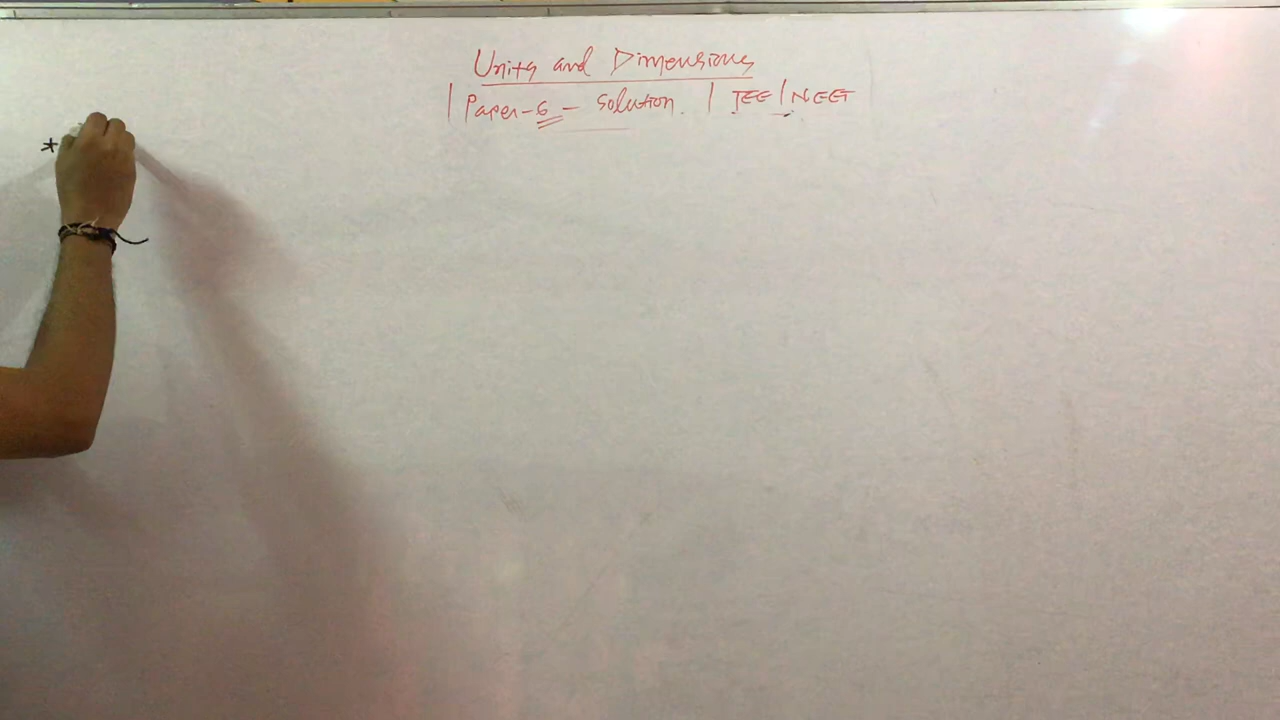 Units and Dimensions
| Paper-6 - Solution. | JEE | NEET
*